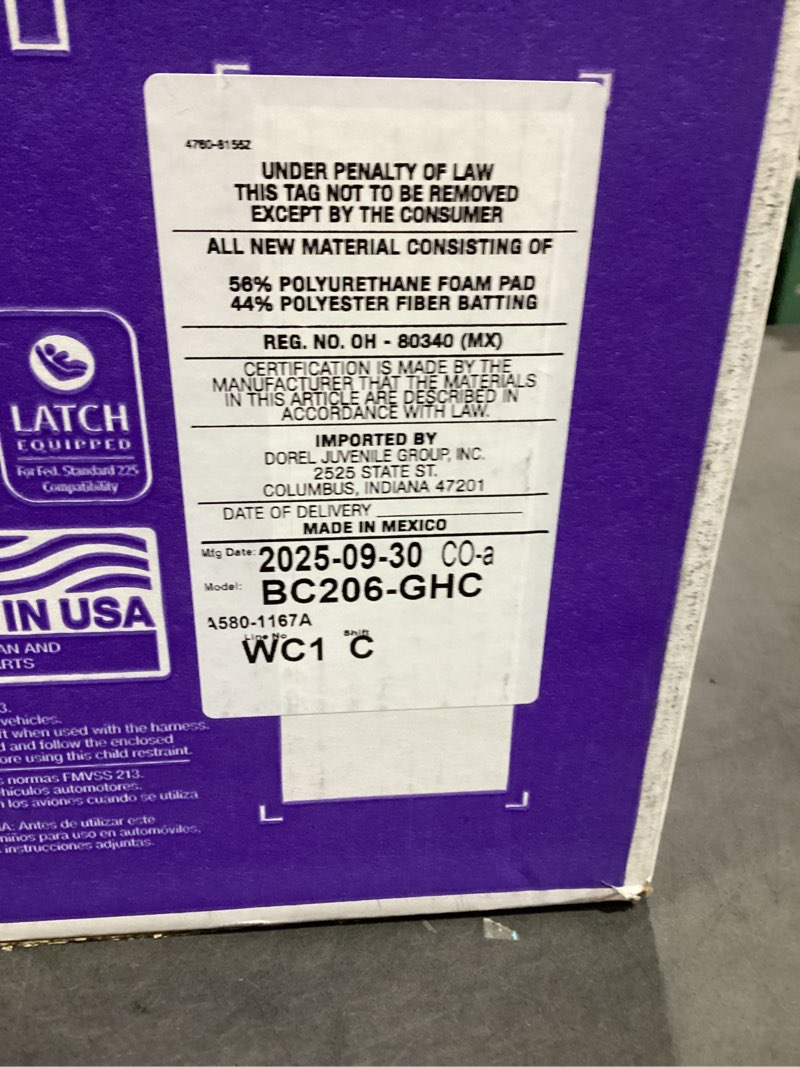 4780-8155Z
UNDER PENALTY OF LAW
THIS TAG NOT TO BE REMOVED
EXCEPT BY THE CONSUMER
ALL NEW MATERIAL CONSISTING OF
56% POLYURETHANE FOAM PAD
44% POLYESTER FIBER BATTING
REG. NO. OH - 80340 (MX)
CERTIFICATION IS MADE BY THE
MANUFACTURER THAT THE MATERIALS
IN THIS ARTICLE ARE DESCRIBED IN
ACCORDANCE WITH LAW.
IMPORTED BY
DOREL JUVENILE GROUP, INC.
2525 STATE ST.
COLUMBUS, INDIANA 47201
DATE OF DELIVERY
MADE IN MEXICO
Mfg Date: 2025-09-30 CO-a
Model: BC206-GHC
A580-1167A
Line No Shift
WC1 C
LATCH
EQUIPPED
For Fed. Standard 225
Compatibility
IN USA
AN AND
RTS
3.
vehicles.
t when used with the harness.
d and follow the enclosed
ore using this child restraint.
normas FMVSS 213.
hículos automotores.
los aviones cuando se utiliza
A: Antes de utilizar este
niños para uso en automóviles,
instrucciones adjuntas.